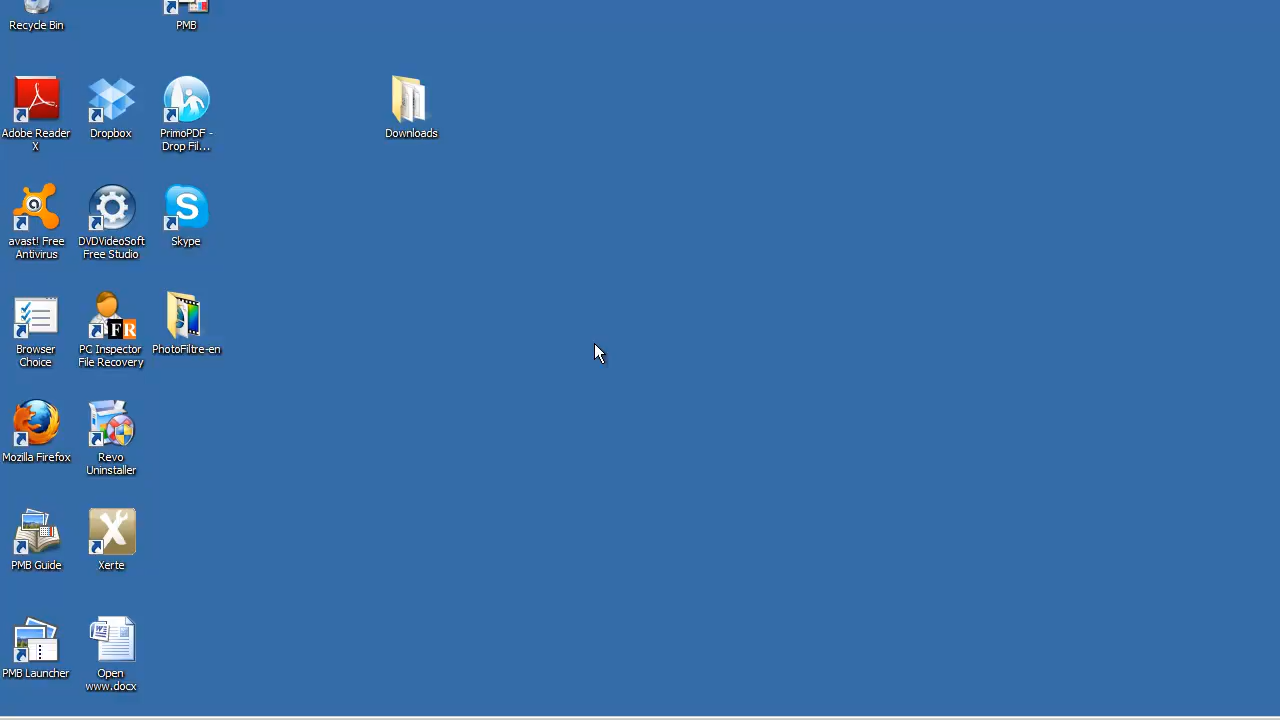 Recycle Bin
PMB
Adobe Reader
X
Dropbox
PrimoPDF -
Drop Fil...
Downloads
avast! Free
Antivirus
DVDVideoSoft
Free Studio
S
Skype
Browser
Choice
FR
PC Inspector
File Recovery
PhotoFiltre-en
Mozilla Firefox
Revo
Uninstaller
PMB Guide
X
Xerte
PMB Launcher
W
Open
www.docx